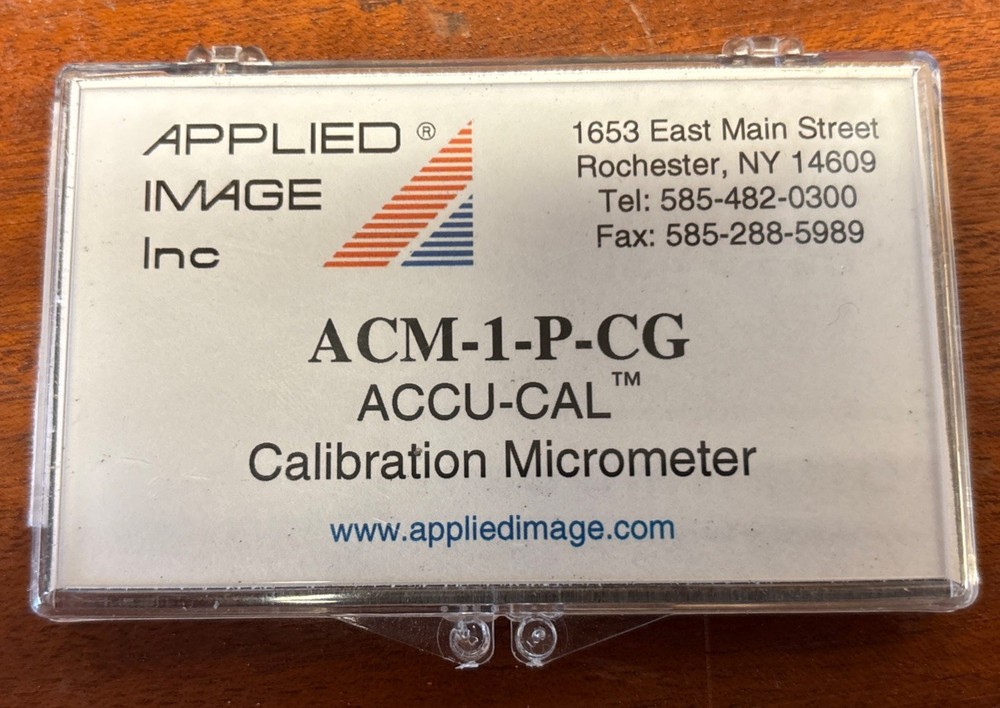 APPLIED ®
IMAGE
Inc
1653 East Main Street
Rochester, NY 14609
Tel: 585-482-0300
Fax: 585-288-5989
ACM-1-P-CG
ACCU-CAL™
Calibration Micrometer
www.appliedimage.com